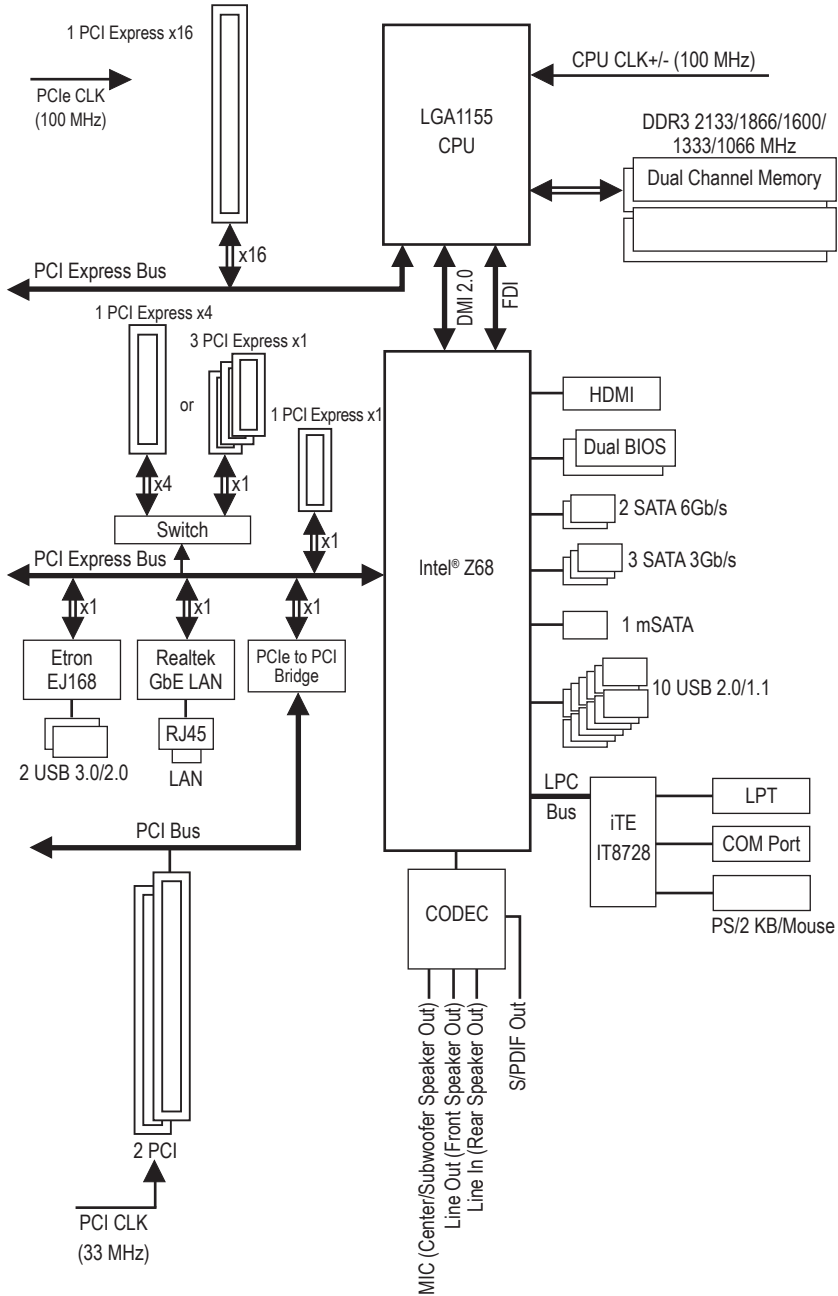 1 PCI Express x16
PCIe CLK
(100 MHz)
LGA1155
CPU
CPU CLK+/- (100 MHz)
DDR3 2133/1866/1600/
1333/1066 MHz
Dual Channel Memory
x16
PCI Express Bus
DMI 2.0
FDI
1 PCI Express x4
3 PCI Express x1
or
1 PCI Express x1
x4
x1
Switch
x1
PCI Express Bus
x1
x1
x1
Etron
EJ168
Realtek
GbE LAN
PCIe to PCI
Bridge
2 USB 3.0/2.0
RJ45
LAN
Intel® Z68
HDMI
Dual BIOS
2 SATA 6Gb/s
3 SATA 3Gb/s
1 mSATA
10 USB 2.0/1.1
LPC
Bus
iTE
IT8728
LPT
COM Port
PS/2 KB/Mouse
PCI Bus
2 PCI
PCI CLK
(33 MHz)
CODEC
MIC (Center/Subwoofer Speaker Out)
Line Out (Front Speaker Out)
Line In (Rear Speaker Out)
S/PDIF Out